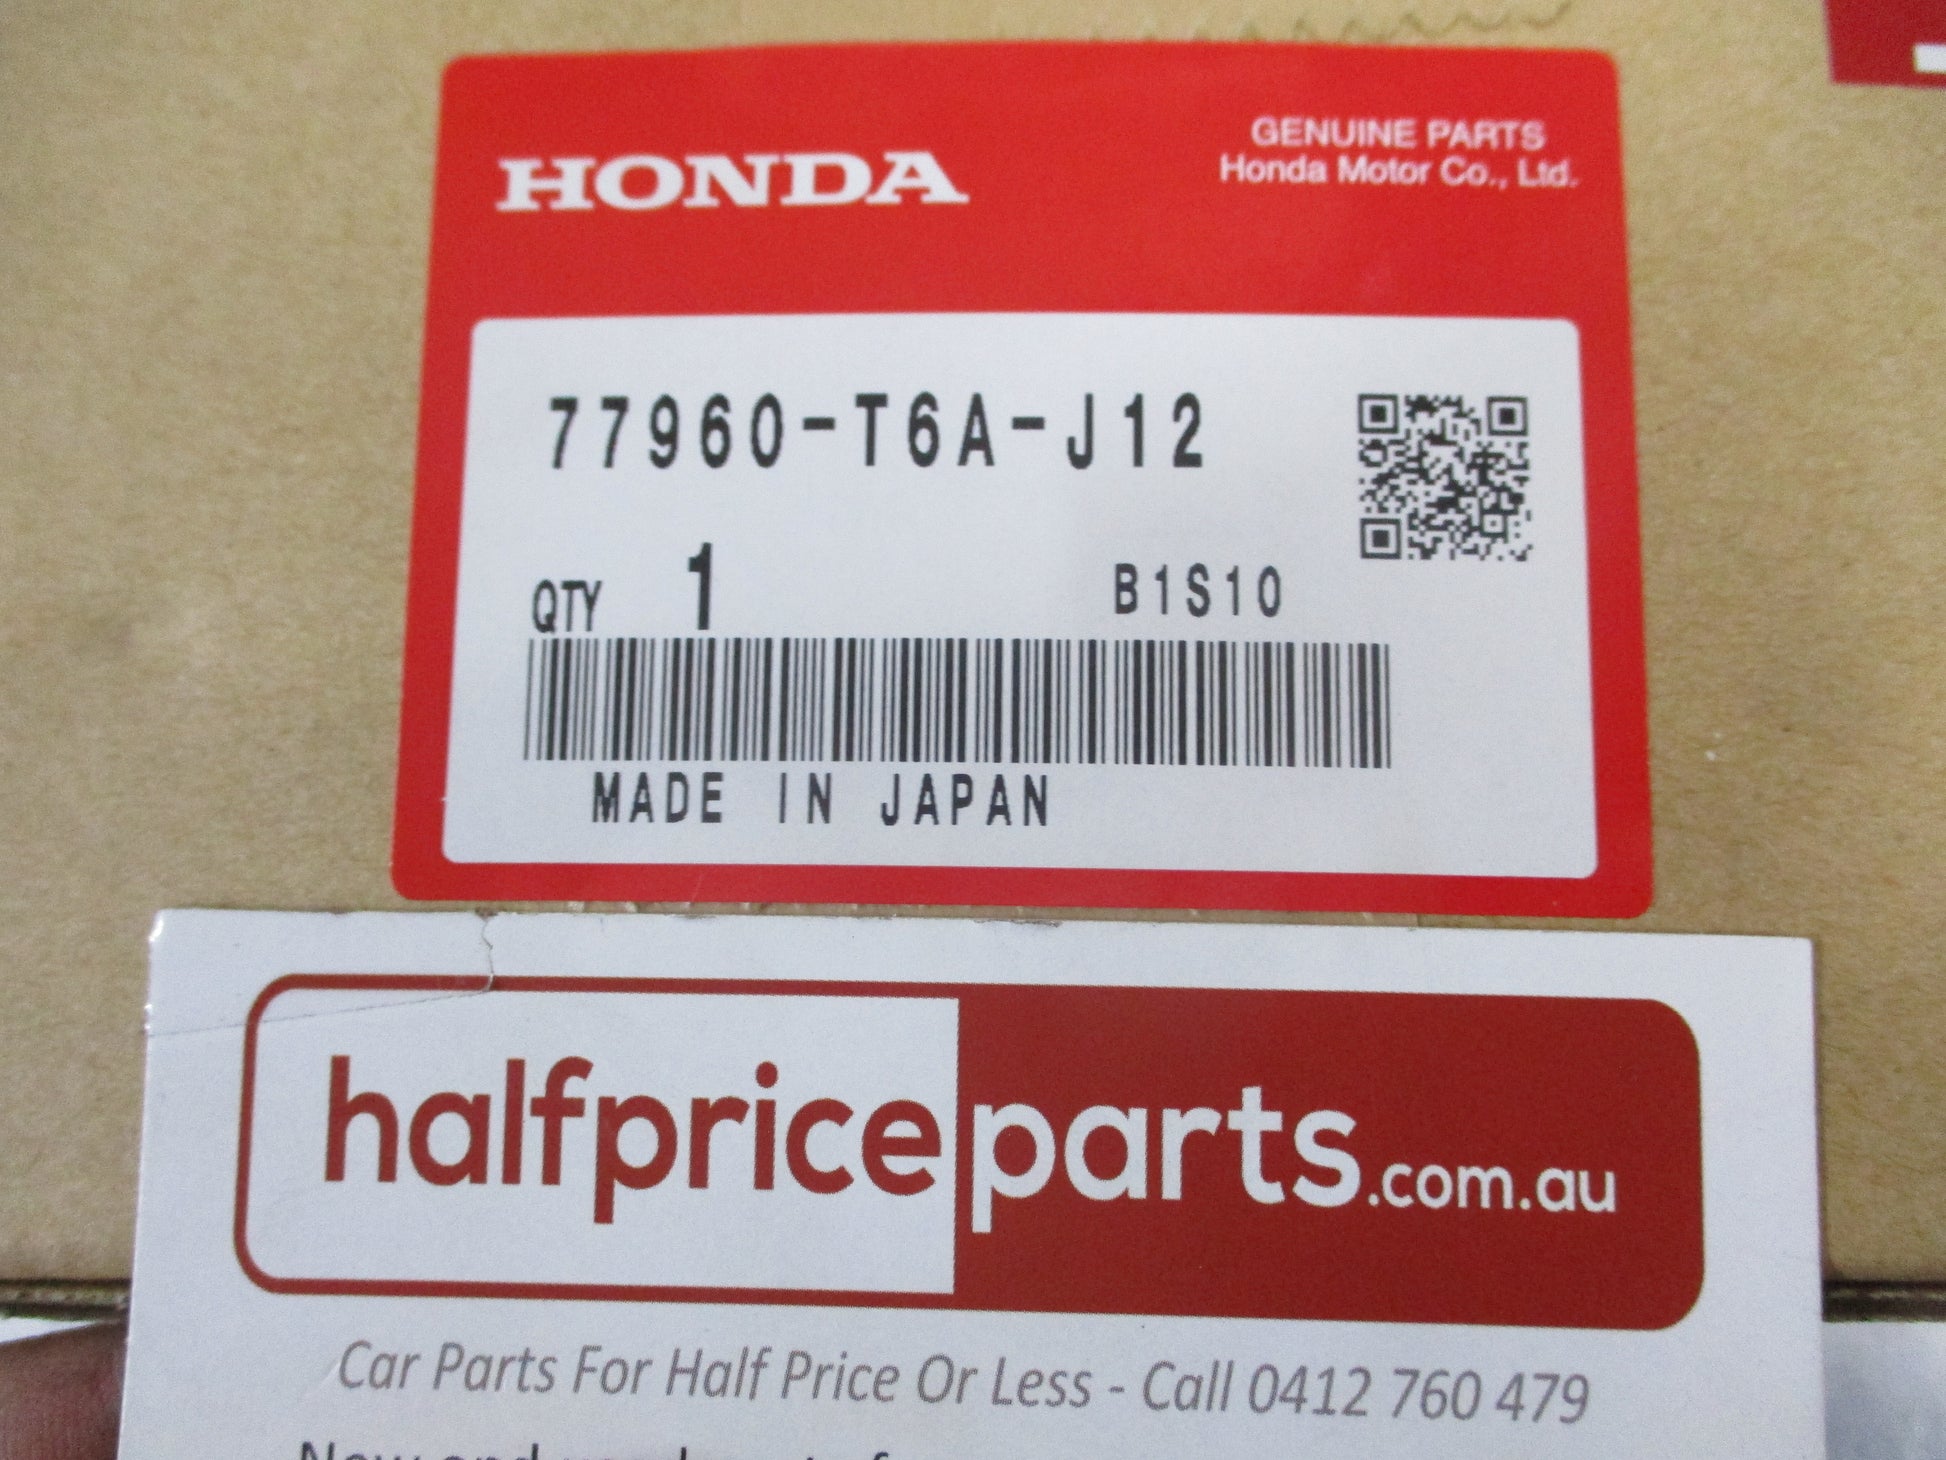 HONDA
GENUINE PARTS
Honda Motor Co., Ltd.
77960-T6A-J12
QTY 1
B1S10
MADE IN JAPAN
halfpriceparts.com.au
Car Parts For Half Price Or Less - Call 0412 760 479